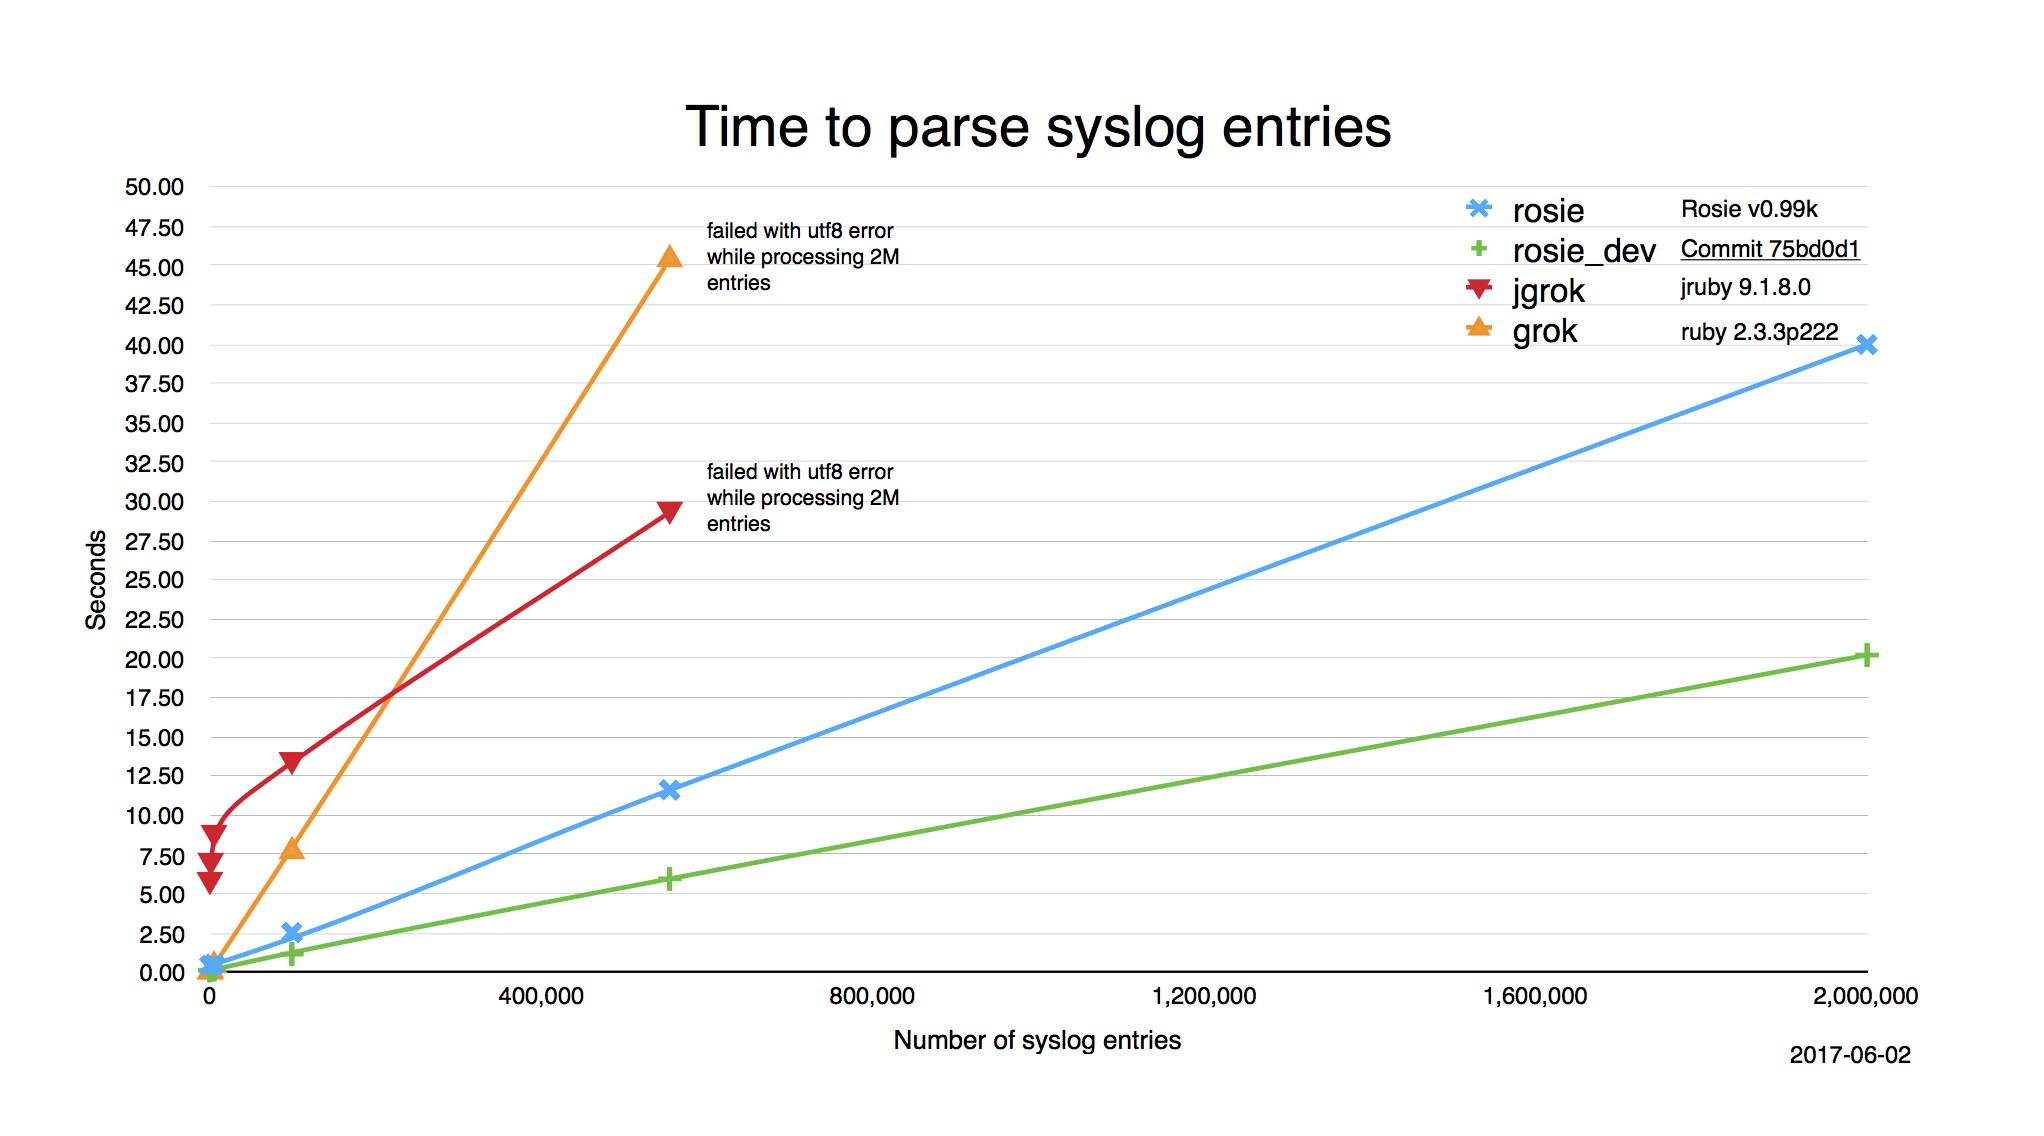 Time to parse syslog entries
50.00
47.50
45.00
42.50
40.00
37.50
35.00
32.50
30.00
27.50
25.00
22.50
20.00
17.50
15.00
12.50
10.00
7.50
5.00
2.50
0.00
Seconds
failed with utf8 error
while processing 2M
entries
failed with utf8 error
while processing 2M
entries
rosie Rosie v0.99k
rosie_dev Commit 75bd0d1
jgrok jruby 9.1.8.0
grok ruby 2.3.3p222
0 400,000 800,000 1,200,000 1,600,000 2,000,000
Number of syslog entries
2017-06-02